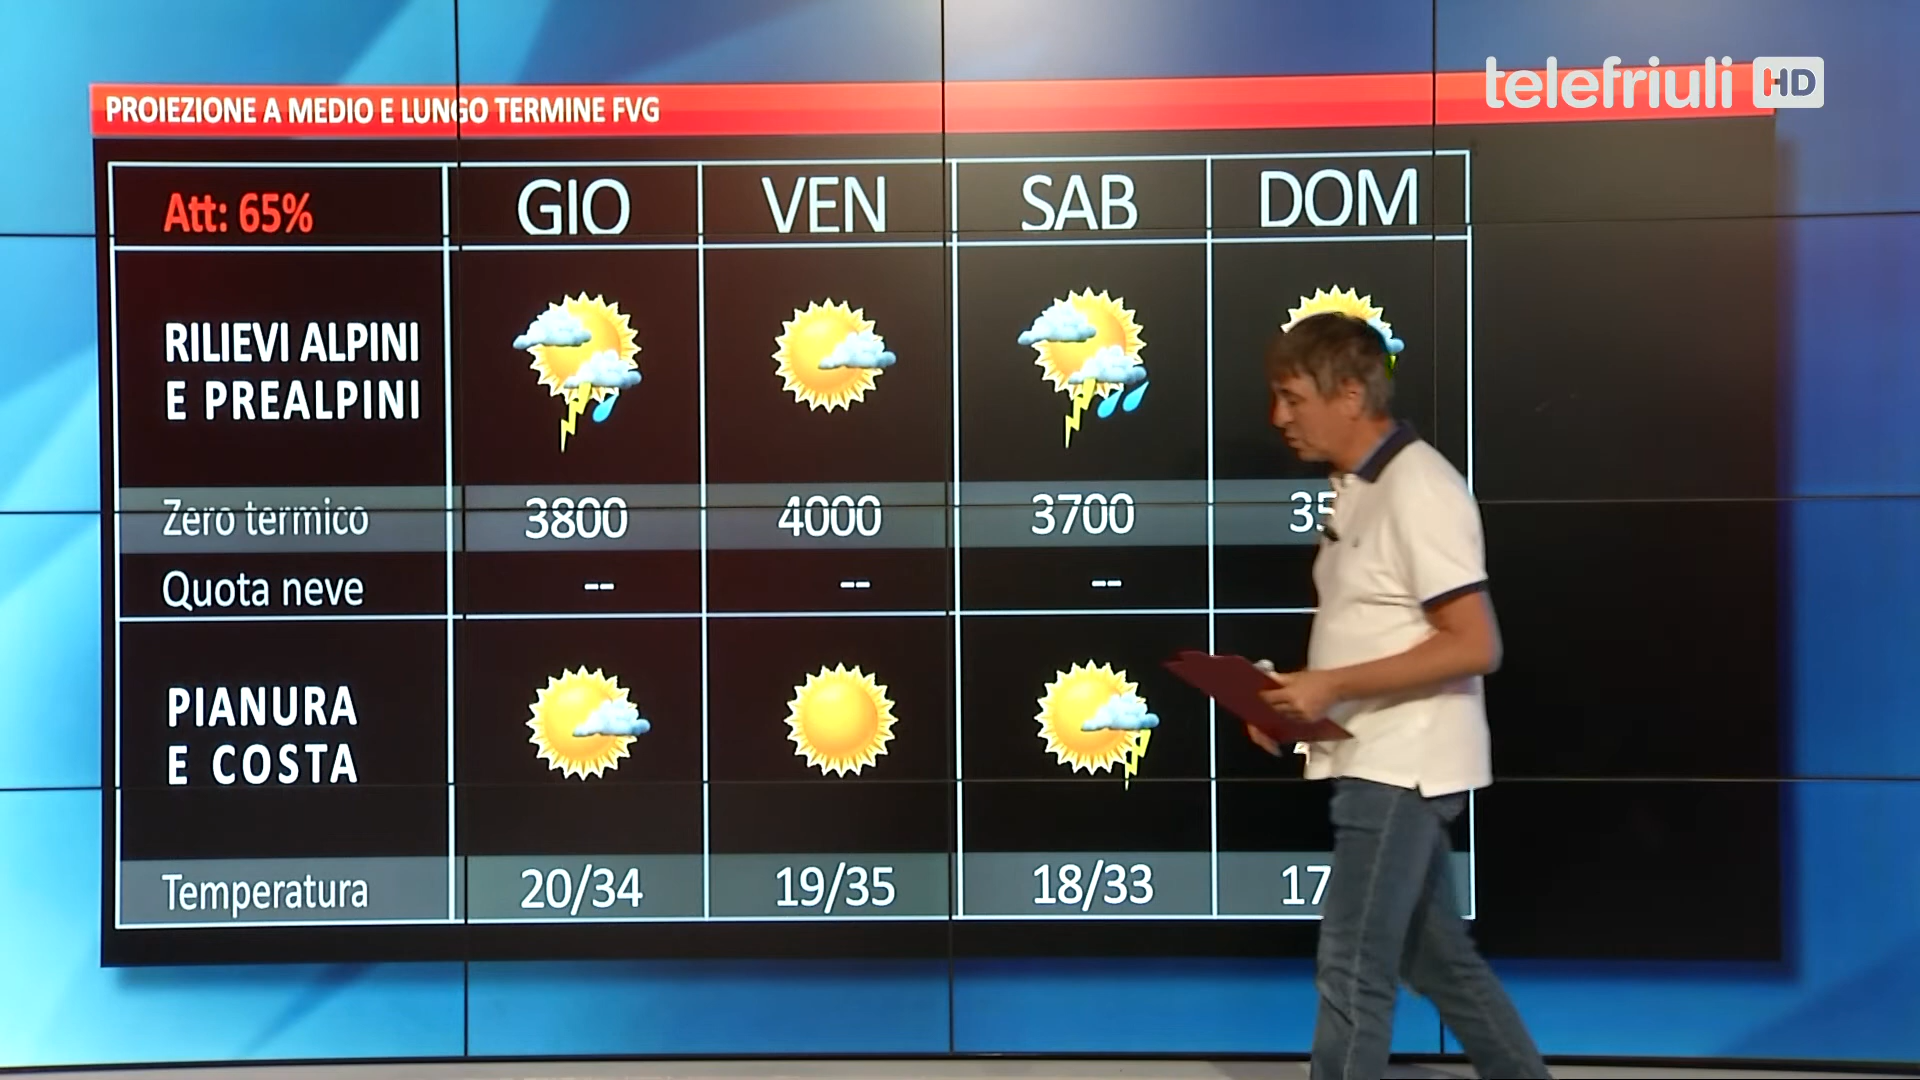 telefriuli HD
PROIEZIONE A MEDIO E LUNGO TERMINE FVG
Att: 65% GIO VEN SAB DOM
RILIEVI ALPINI
E PREALPINI
Zero termico 3800 4000 3700
Quota neve -- -- --
PIANURA
E COSTA
Temperatura 20/34 19/35 18/33 17